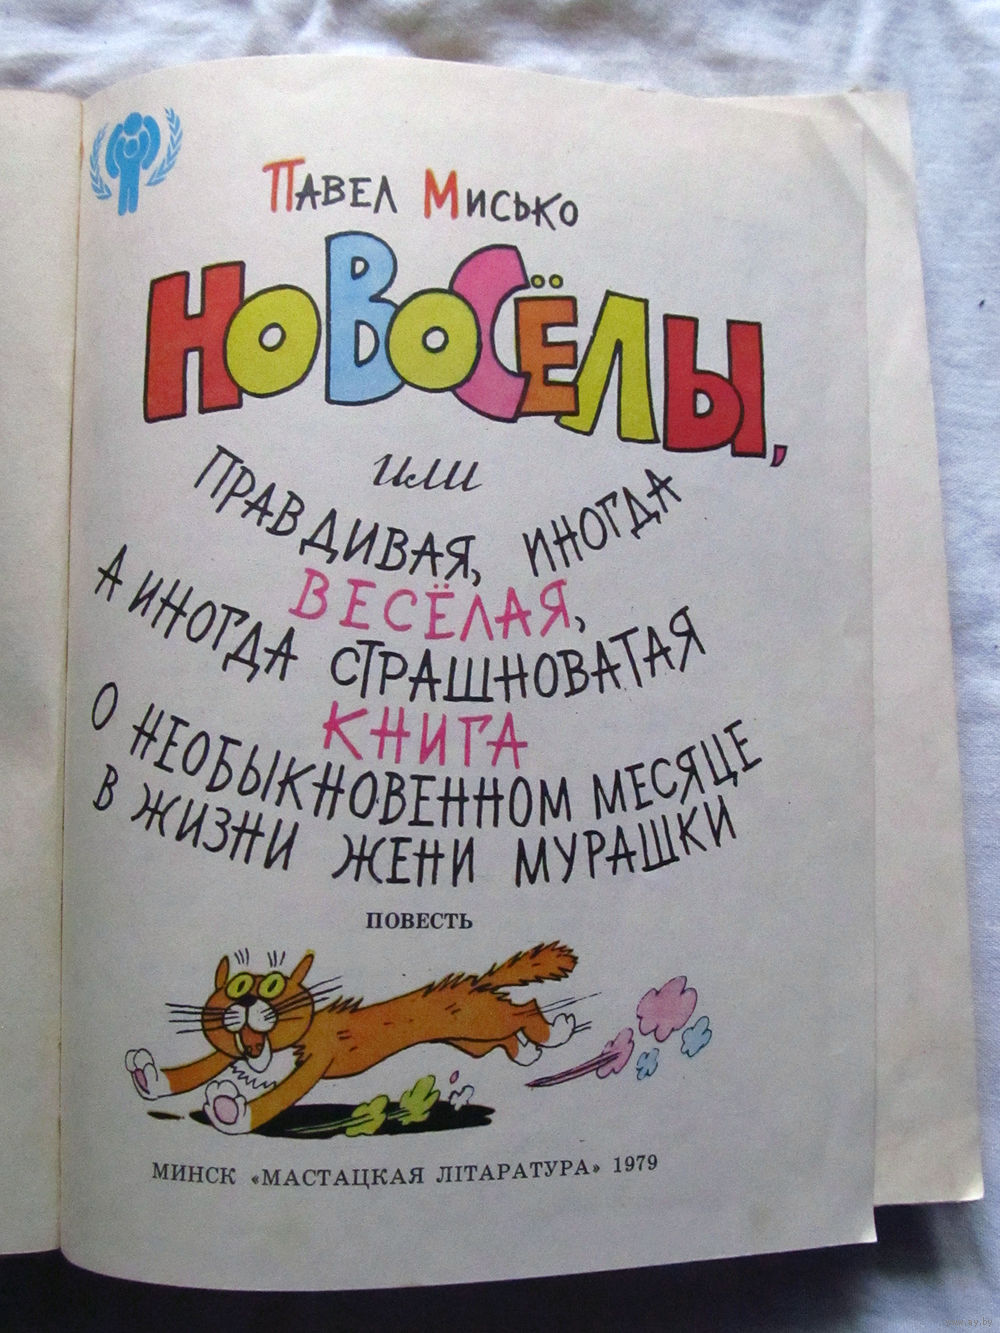 Павел Мисько
НОВОСЁЛЫ,
или
ПРАВДИВАЯ, ИНОГДА
ВЕСЁЛАЯ,
А ИНОГДА СТРАШНОВАТАЯ
КНИГА
О НЕОБЫКНОВЕННОМ МЕСЯЦЕ
В ЖИЗНИ ЖЕНИ МУРАШКИ
ПОВЕСТЬ
МИНСК «МАСТАЦКАЯ ЛІТАРАТУРА» 1979